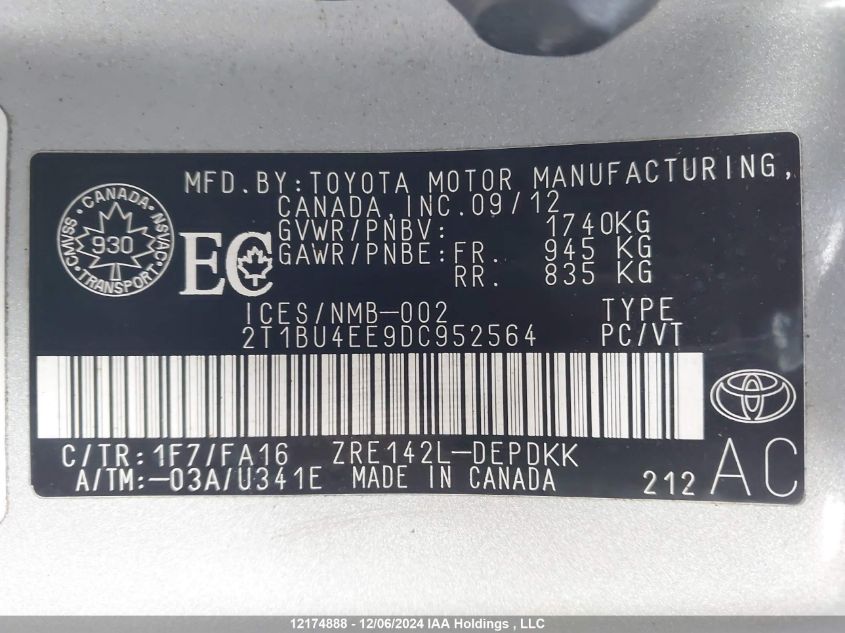 MFD.BY:TOYOTA MOTOR MANUFACTURING,
CANADA,INC.09/12
GVWR/PNBV: 1740KG
GAWR/PNBE:FR. 945 KG
RR. 835 KG
CANADA
CMVSS
930
NSVAC
TRANSPORT
EC
ICES/NMB-002 TYPE
2T1BU4EE9DC952564 PC/VT
C/TR:1F7/FA16 ZRE142L-DEPDKK
A/TM:-03A/U341E MADE IN CANADA 212 AC
12174888 - 12/06/2024 IAA Holdings , LLC